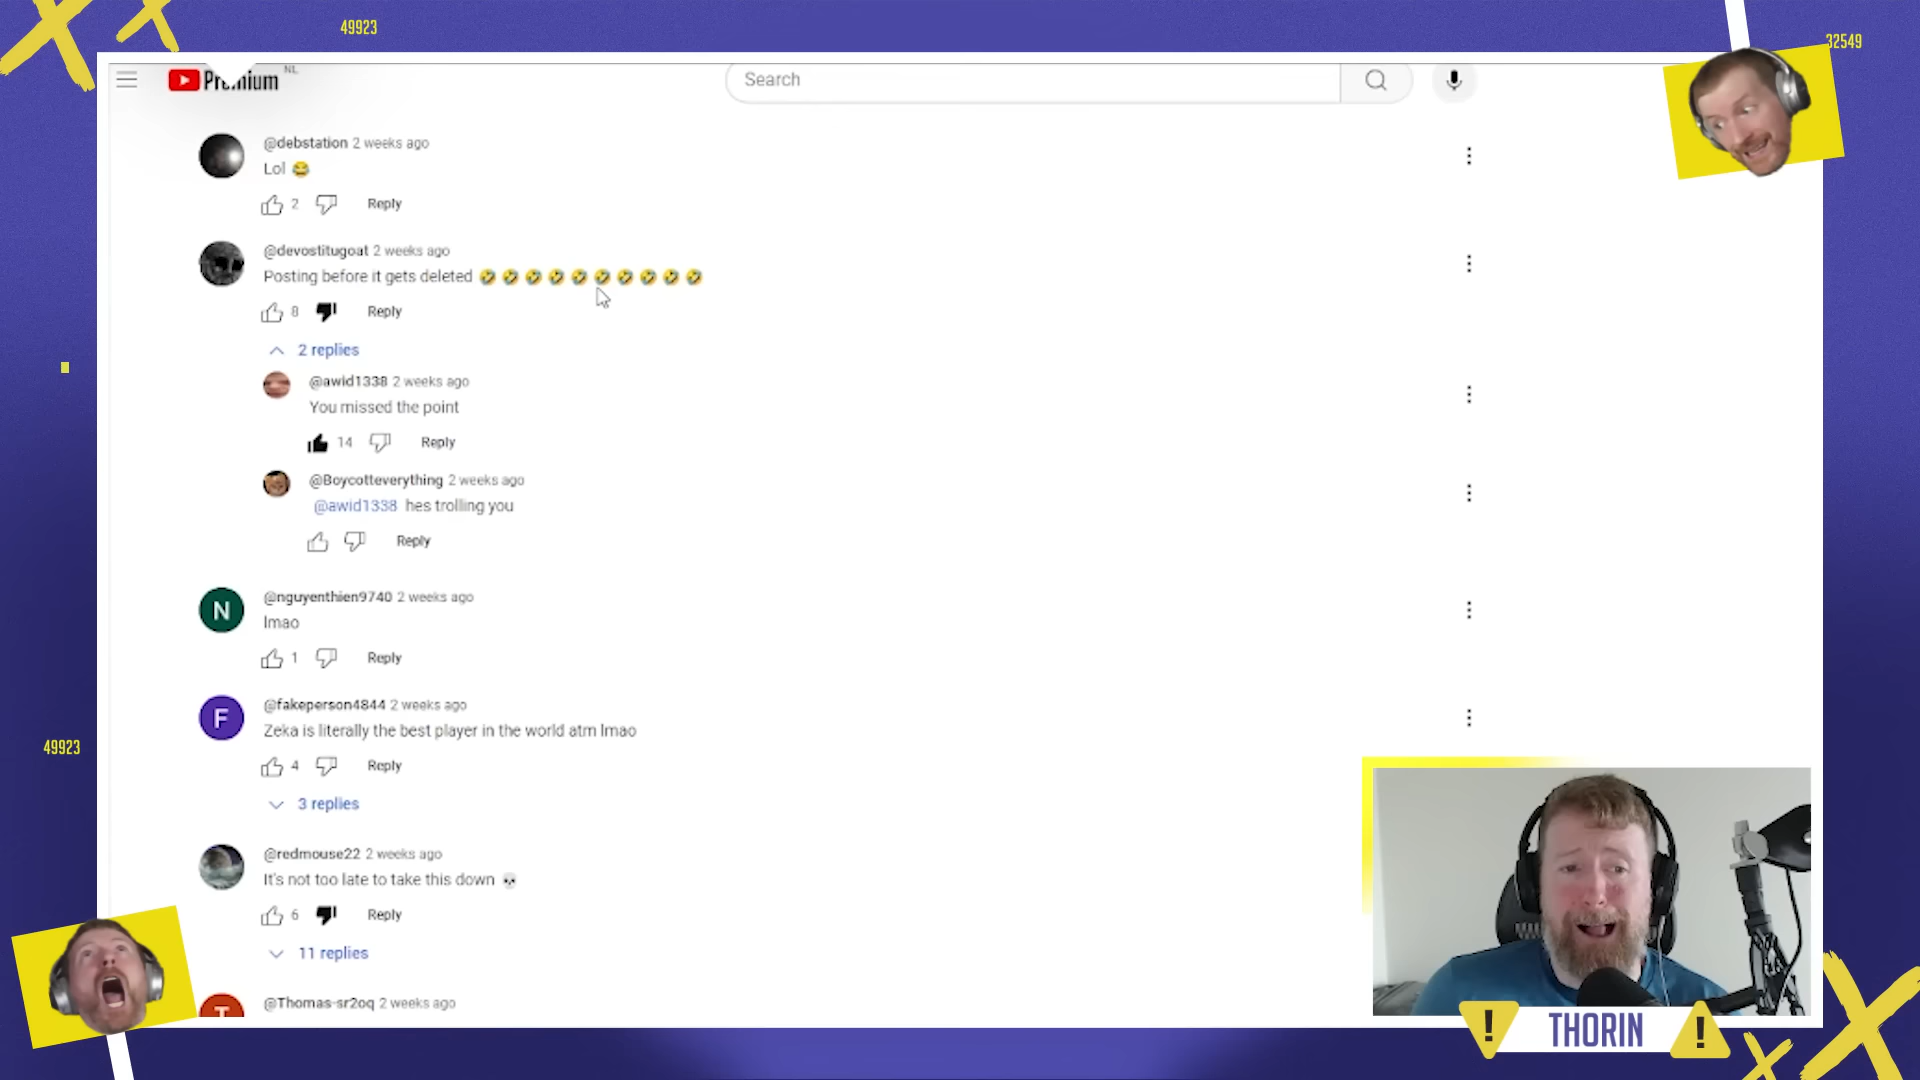 49923
32549
Premium NL
Search
@debstation 2 weeks ago
Lol 😂
2 Reply
@devostitugoat 2 weeks ago
Posting before it gets deleted 🤣🤣🤣🤣🤣🤣🤣🤣🤣🤣
8 Reply
2 replies
@awid1338 2 weeks ago
You missed the point
14 Reply
@Boycotteverything 2 weeks ago
@awid1338 hes trolling you
Reply
N
@nguyenthien9740 2 weeks ago
lmao
1 Reply
F
@fakeperson4844 2 weeks ago
Zeka is literally the best player in the world atm lmao
4 Reply
3 replies
49923
@redmouse22 2 weeks ago
It's not too late to take this down 💀
6 Reply
11 replies
T
@Thomas-sr2oq 2 weeks ago
! THORIN !